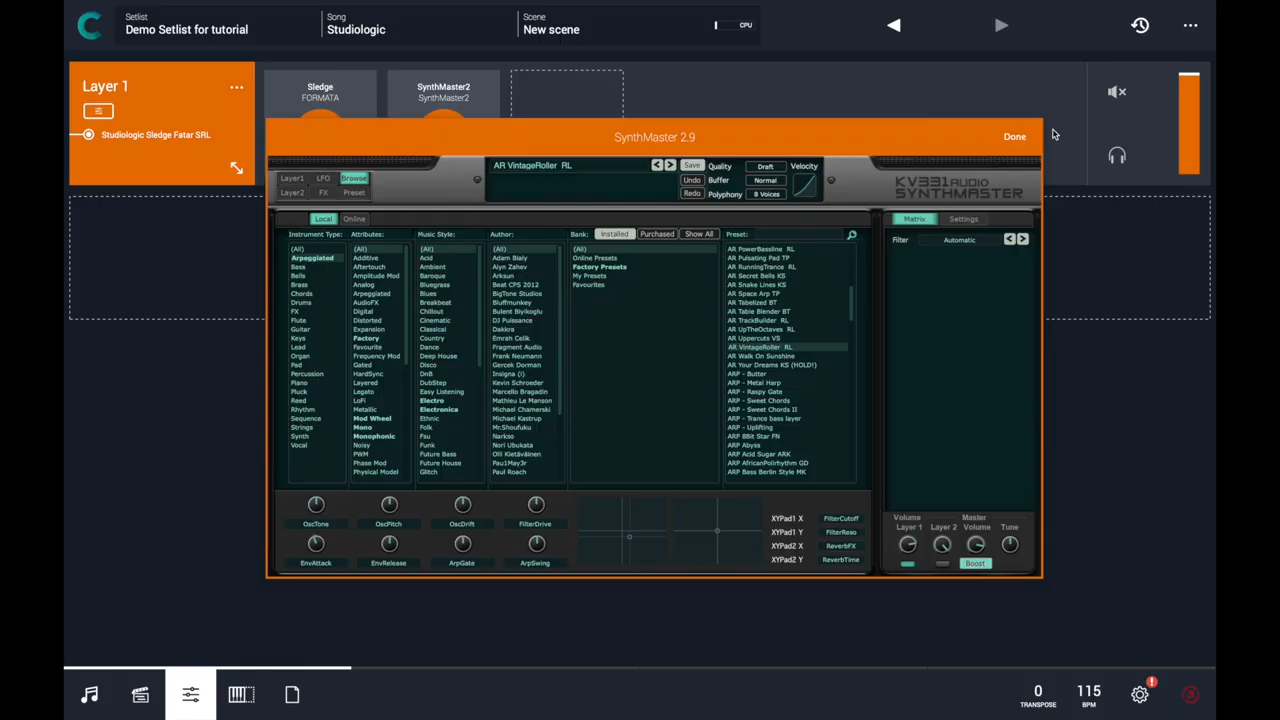 Setlist
Demo Setlist for tutorial
Song
Studiologic
Scene
New scene
CPU
Layer 1
Studiologic Sledge Fatar SRL
Sledge
FORMATA
SynthMaster2
SynthMaster2
SynthMaster 2.9
Done
Layer1 LFO Browse
Layer2 FX Preset
AR VintageRoller RL
Save
Undo
Redo
Quality Draft
Buffer Normal
Polyphony 8 Voices
Velocity
KV331AUDIO
SYNTHMASTER
Local Online
Instrument Type:
(All)
Arpeggiated
Bass
Bells
Brass
Chords
Drums
FX
Flute
Guitar
Keys
Lead
Organ
Pad
Percussion
Piano
Pluck
Reed
Rhythm
Sequence
Strings
Synth
Vocal
Attributes:
(All)
Additive
Aftertouch
Amplitude Mod
Analog
Arpeggiated
AudioFX
Digital
Distorted
Expansion
Factory
Favourite
Frequency Mod
Gated
HardSync
Layered
Legato
LoFi
Metallic
Mod Wheel
Mono
Monophonic
Noisy
PWM
Phase Mod
Physical Model
Music Style:
(All)
Acid
Ambient
Baroque
Bluegrass
Blues
Breakbeat
Chillout
Cinematic
Classical
Country
Dance
Deep House
Disco
DnB
DubStep
Easy Listening
Electro
Electronica
Ethnic
Folk
Fsu
Funk
Future Bass
Future House
Glitch
Author:
(All)
Adam Bialy
Aiyn Zahev
Arksun
Beat CPS 2012
BigTone Studios
Bluffmunkey
Bulent Biyikoglu
DJ Puissance
Dakkra
Emrah Celik
Fragment Audio
Frank Neumann
Gercek Dorman
Insigna (!)
Kevin Schroeder
Marcello Bragadin
Mathieu Le Manson
Michael Chamerski
Michael Kastrup
Mr.Shoufuku
Narkso
Nori Ubukata
Olli Kietäväinen
Pau1May3r
Paul Roach
Bank: Installed Purchased Show All
(All)
Online Presets
Factory Presets
My Presets
Favourites
Preset:
AR PowerBassline RL
AR Pulsating Pad TP
AR RunningTrance RL
AR Secret Bells KS
AR Snake Lines KS
AR Space Arp TP
AR Tabelized BT
AR Table Blender BT
AR TrackBuilder RL
AR UpTheOctaves RL
AR Uppercuts VS
AR VintageRoller RL
AR Walk On Sunshine
AR Your Dreams KS (HOLD!)
ARP - Butter
ARP - Metal Harp
ARP - Raspy Gate
ARP - Sweet Chords
ARP - Sweet Chords II
ARP - Trance bass layer
ARP - Uplifting
ARP 8Bit Star FN
ARP Abyss
ARP Acid Sugar ARK
ARP AfricanPolirhythm GD
ARP Bass Berlin Style MK
Matrix Settings
Filter Automatic
OscTone OscPitch OscDrift FilterDrive
EnvAttack EnvRelease ArpGate ArpSwing
XYPad1 X FilterCutoff
XYPad1 Y FilterReso
XYPad2 X ReverbFX
XYPad2 Y ReverbTime
Volume Master
Layer 1 Layer 2 Volume Tune
Boost
0
TRANSPOSE
115
BPM
!